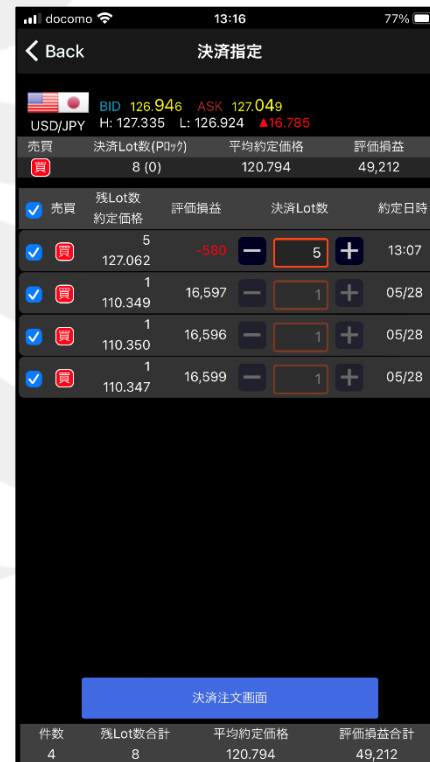 docomo 13:16 77%
Back 決済指定
BID 126.946 ASK 127.049
USD/JPY H: 127.335 L: 126.924 ▲16.785
売買 決済Lot数(Pロック) 平均約定価格 評価損益
買 8 (0) 120.794 49,212
売買 残Lot数 約定価格 評価損益 決済Lot数 約定日時
買 5 127.062 -580 5 13:07
買 1 110.349 16,597 1 05/28
買 1 110.350 16,596 1 05/28
買 1 110.347 16,599 1 05/28
決済注文画面
件数 残Lot数合計 平均約定価格 評価損益合計
4 8 120.794 49,212